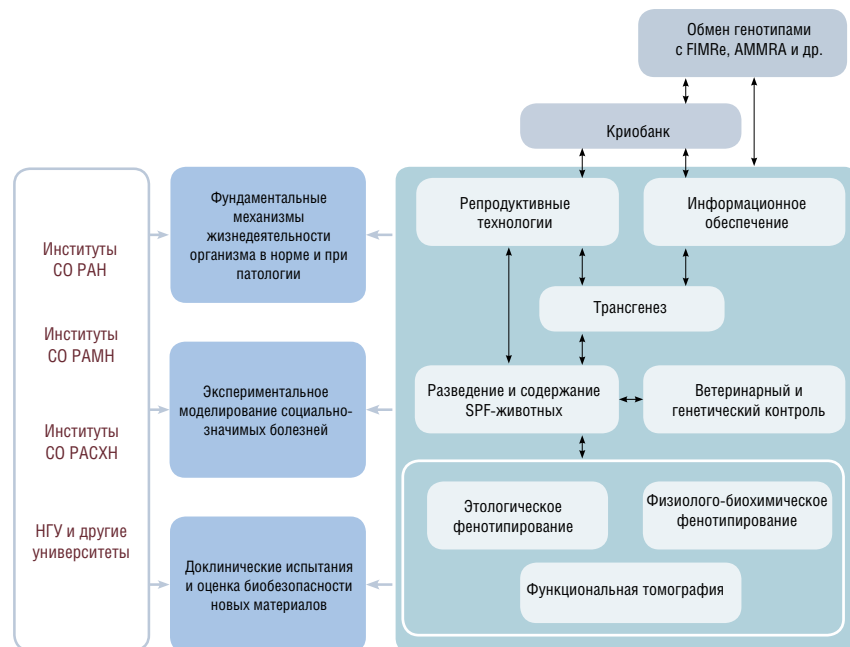 Обмен генотипами
с FIMRe, AMMRA и др.
Криобанк
Институты
СО РАН
Институты
СО РАМН
Институты
СО РАСХН
НГУ и другие
университеты
Фундаментальные
механизмы
жизнедеятельности
организма в норме и при
патологии
Экспериментальное
моделирование социально-
значимых болезней
Доклинические испытания
и оценка биобезопасности
новых материалов
Репродуктивные
технологии
Информационное
обеспечение
Трансгенез
Разведение и содержание
SPF-животных
Ветеринарный и
генетический контроль
Этологическое
фенотипирование
Физиолого-биохимическое
фенотипирование
Функциональная томография